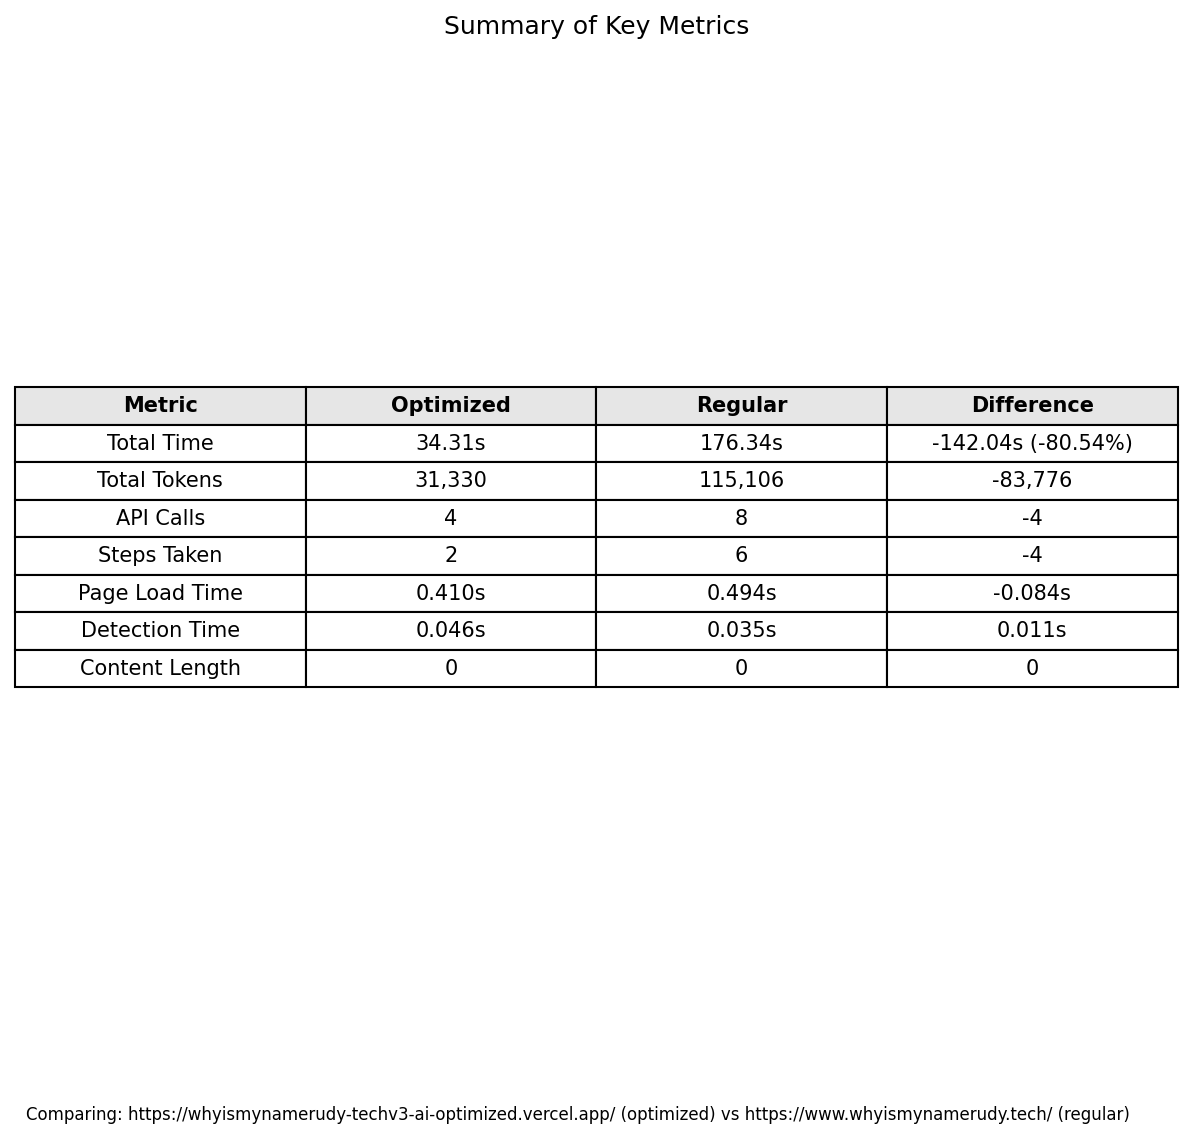 Summary of Key Metrics
Metric Optimized Regular Difference
Total Time 34.31s 176.34s -142.04s (-80.54%)
Total Tokens 31,330 115,106 -83,776
API Calls 4 8 -4
Steps Taken 2 6 -4
Page Load Time 0.410s 0.494s -0.084s
Detection Time 0.046s 0.035s 0.011s
Content Length 0 0 0
Comparing: https://whyismynamerudy-techv3-ai-optimized.vercel.app/ (optimized) vs https://www.whyismynamerudy.tech/ (regular)